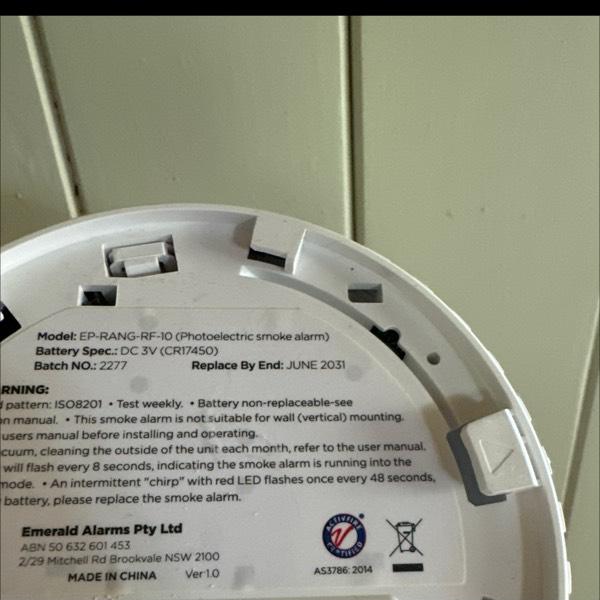 Model: EP-RANG-RF-10 (Photoelectric smoke alarm)
Battery Spec.: DC 3V (CR17450)
Batch NO.: 2277 Replace By End: JUNE 2031
RNING:
pattern: ISO8201 • Test weekly. • Battery non-replaceable-see
manual. • This smoke alarm is not suitable for wall (vertical) mounting.
users manual before installing and operating.
cuum, cleaning the outside of the unit each month, refer to the user manual.
will flash every 8 seconds, indicating the smoke alarm is running into the
mode. • An intermittent "chirp" with red LED flashes once every 48 seconds,
battery, please replace the smoke alarm.
Emerald Alarms Pty Ltd
ABN 50 632 601 453
2/29 Mitchell Rd Brookvale NSW 2100
MADE IN CHINA Ver 1.0
ACTIVFIRE
CERTIFIED
AS3786: 2014